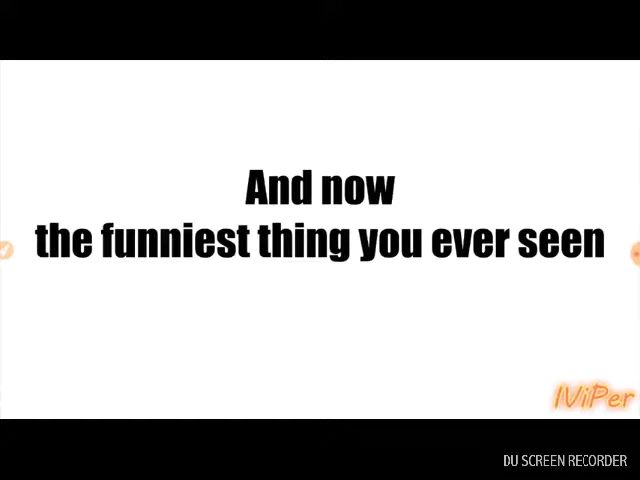 And now
the funniest thing you ever seen
IViPer
DU SCREEN RECORDER